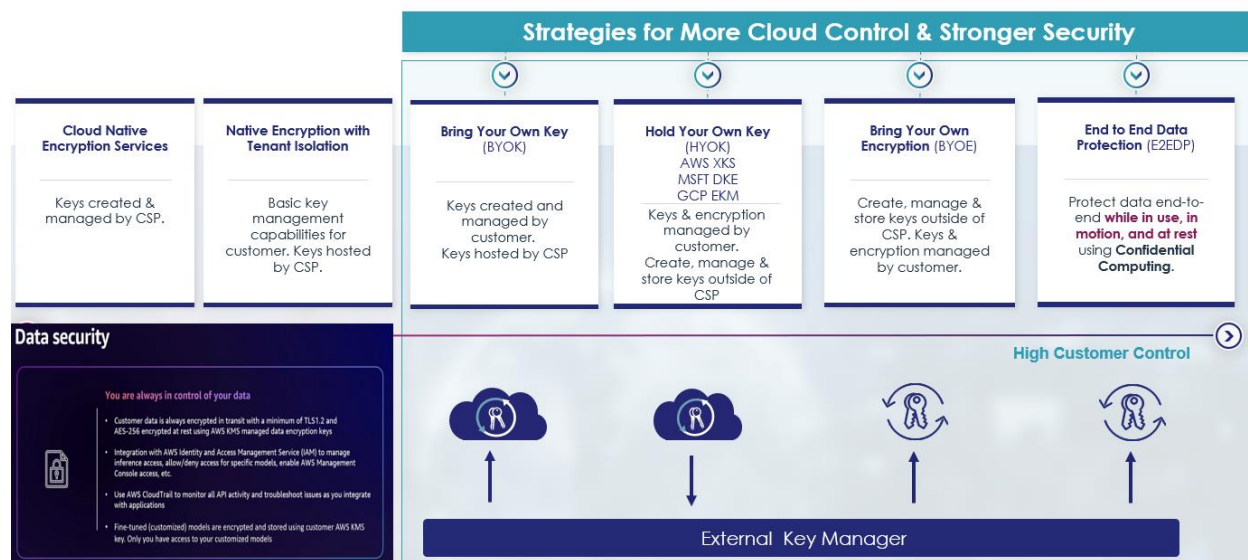 Strategies for More Cloud Control & Stronger Security
Cloud Native
Encryption Services
Keys created &
managed by CSP.
Native Encryption with
Tenant Isolation
Basic key
management
capabilities for
customer. Keys hosted
by CSP.
Bring Your Own Key
(BYOK)
Keys created and
managed by
customer.
Keys hosted by CSP
Hold Your Own Key
(HYOK)
AWS XKS
MSFT DKE
GCP EKM
Keys & encryption
managed by
customer.
Create, manage &
store keys outside of
CSP
Bring Your Own
Encryption (BYOE)
Create, manage &
store keys outside of
CSP. Keys &
encryption managed
by customer.
End to End Data
Protection (E2EDP)
Protect data end-to-
end while in use, in
motion, and at rest
using Confidential
Computing.
High Customer Control
Data security
You are always in control of your data
• Customer data is always encrypted in transit with a minimum of TLS1.2 and
AES-256 encrypted at rest using AWS KMS managed data encryption keys
• Integration with AWS Identity and Access Management Service (IAM) to manage
inference access, allow/deny access for specific models, enable AWS Management
Console access, etc.
• Use AWS CloudTrail to monitor all API activity and troubleshoot issues as you integrate
with applications
• Fine-tuned (customized) models are encrypted and stored using customer AWS KMS
key. Only you have access to your customized models
External Key Manager